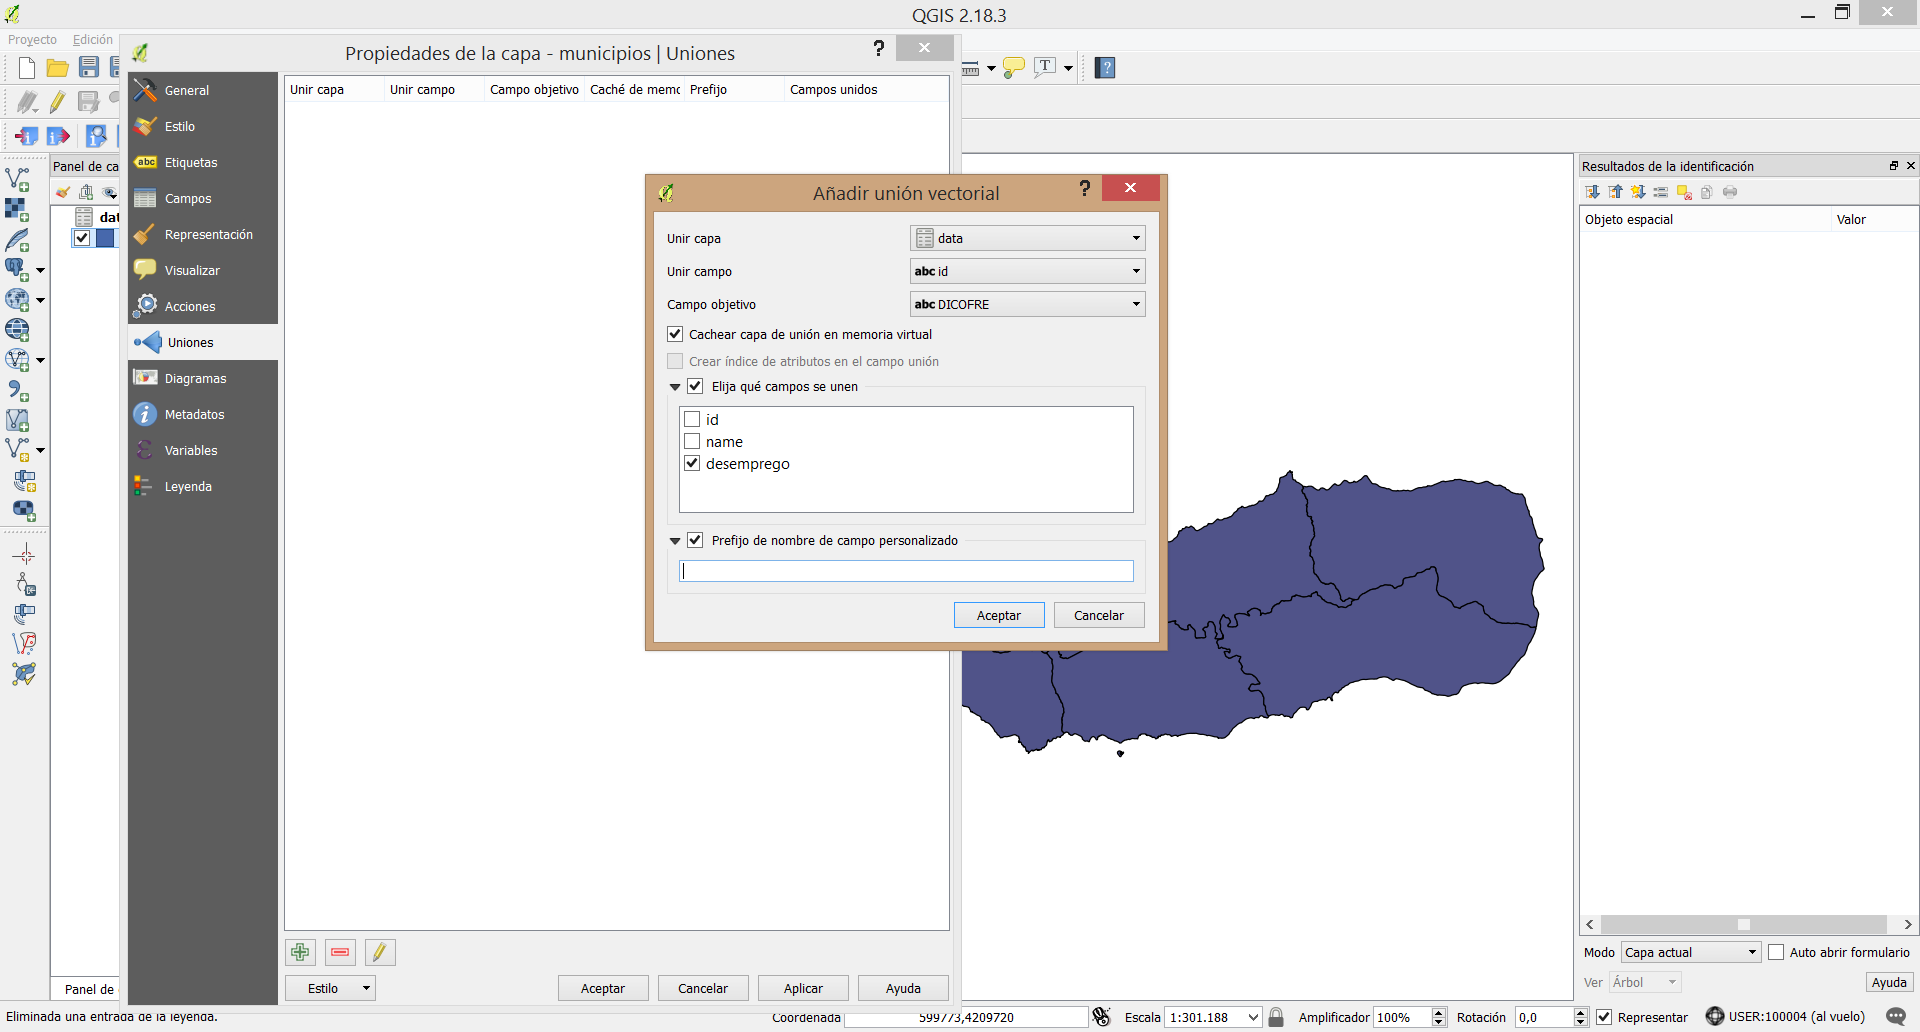 QGIS 2.18.3
Proyecto Edición
Propiedades de la capa - municipios | Uniones
General
Estilo
Etiquetas
Campos
Representación
Visualizar
Acciones
Uniones
Diagramas
Metadatos
Variables
Leyenda
Unir capa Unir campo Campo objetivo Caché de memo Prefijo Campos unidos
Panel de ca
dat
Añadir unión vectorial
Unir capa data
Unir campo abc id
Campo objetivo abc DICOFRE
Cachear capa de unión en memoria virtual
Crear índice de atributos en el campo unión
Elija qué campos se unen
id
name
desemprego
Prefijo de nombre de campo personalizado
Aceptar Cancelar
Resultados de la identificación
Objeto espacial Valor
Modo Capa actual Auto abrir formulario
Ver Árbol Ayuda
Estilo Aceptar Cancelar Aplicar Ayuda
Panel de
Eliminada una entrada de la leyenda.
Coordenada 599773,4209720 Escala 1:301.188 Amplificador 100% Rotación 0,0 Representar USER:100004 (al vuelo)